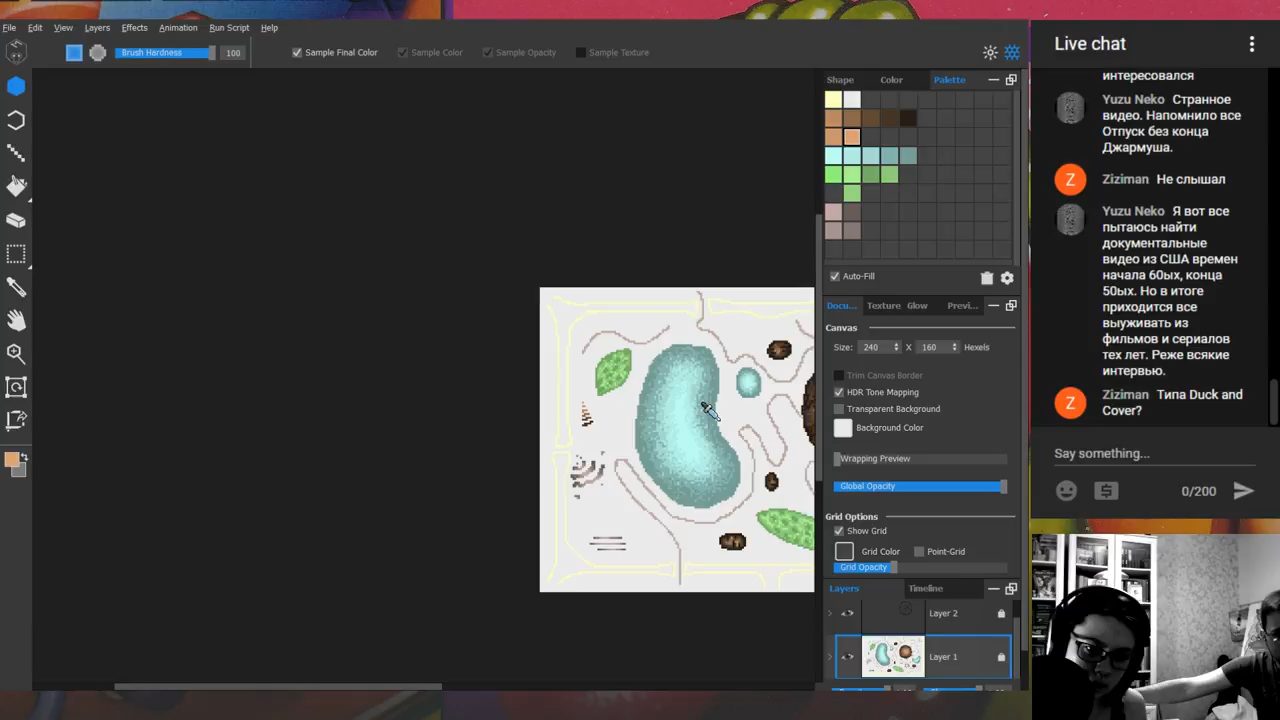 File Edit View Layers Effects Animation Run Script Help
Brush Hardness 100 Sample Final Color Sample Color Sample Opacity Sample Texture
Shape Color Palette
Auto-Fill
Docu... Texture Glow Previ...
Canvas
Size: 240 X 160 Hexels
Trim Canvas Border
HDR Tone Mapping
Transparent Background
Background Color
Wrapping Preview
Global Opacity
Grid Options
Show Grid
Grid Color Point-Grid
Grid Opacity
Layers Timeline
Layer 2
Layer 1
Live chat
интересовался
Yuzu Neko Странное
видео. Напомнило все
Отпуск без конца
Джармуша.
Z Ziziman Не слышал
Yuzu Neko Я вот все
пытаюсь найти
документальные
видео из США времен
начала 60ых, конца
50ых. Но в итоге
приходится все
выуживать из
фильмов и сериалов
тех лет. Реже всякие
интервью.
Z Ziziman Типа Duck and
Cover?
Say something...
0/200